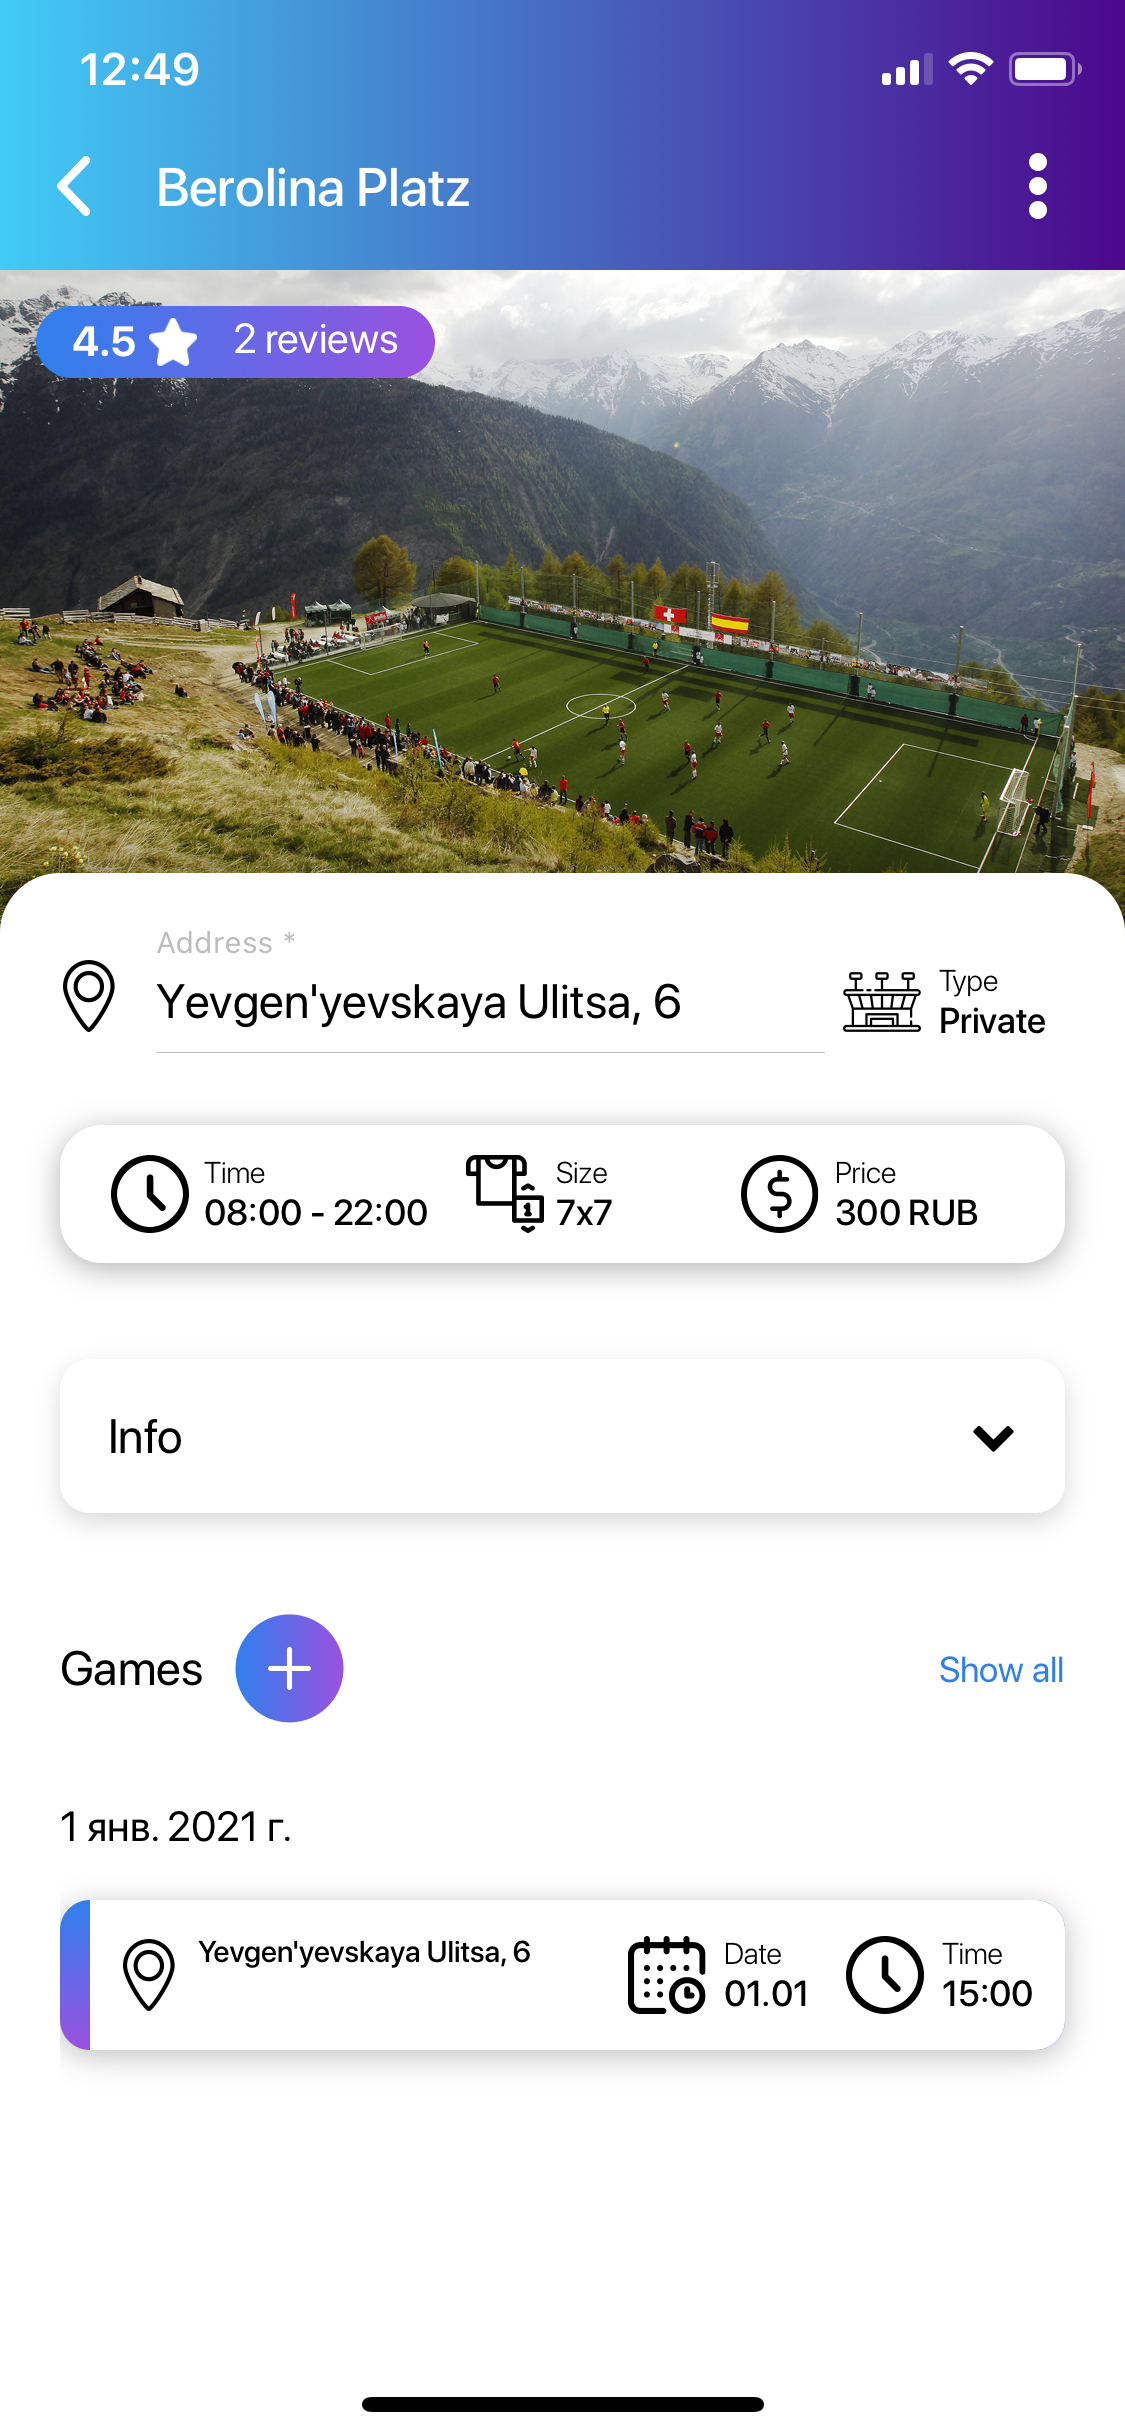 12:49
Berolina Platz
4.5 2 reviews
Address *
Yevgen'yevskaya Ulitsa, 6
Type
Private
Time
08:00 - 22:00
Size
7x7
Price
300 RUB
Info
Games
Show all
1 янв. 2021 г.
Yevgen'yevskaya Ulitsa, 6
Date
01.01
Time
15:00